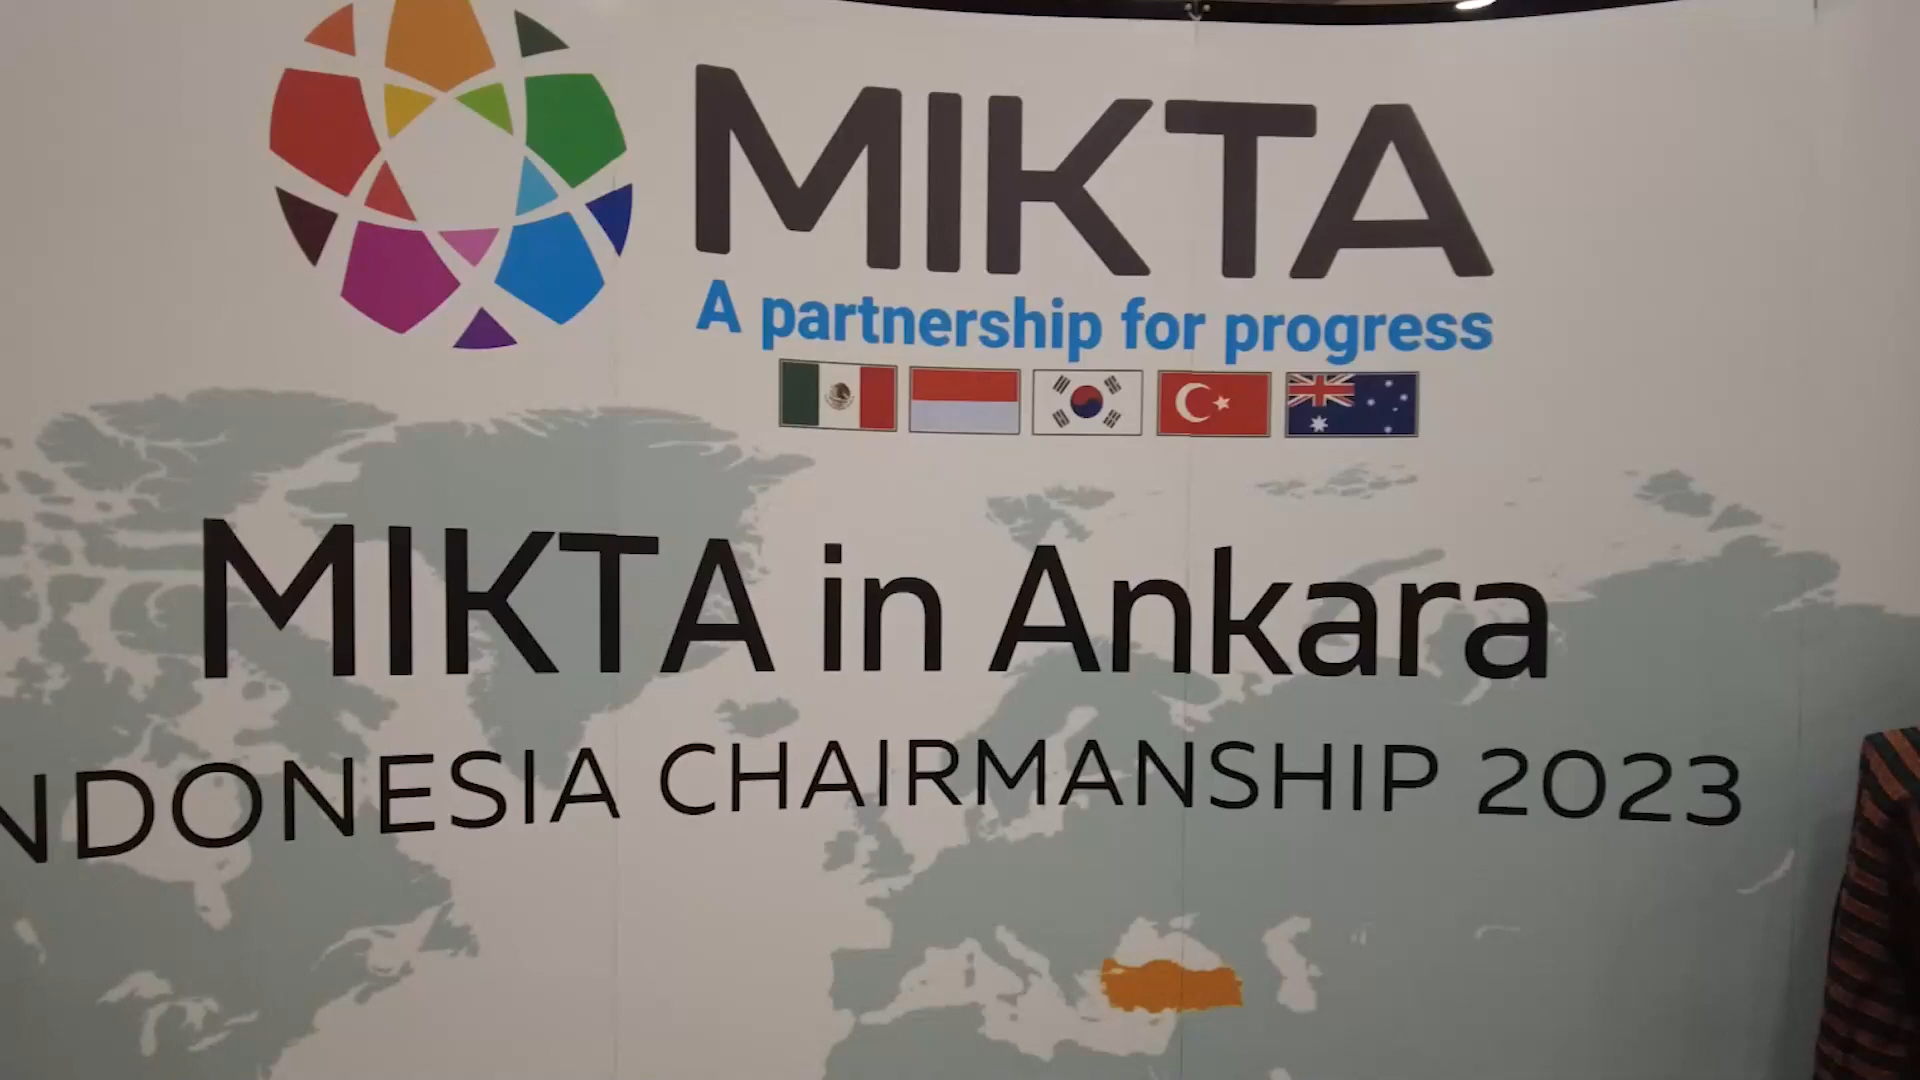 MIKTA
A partnership for progress
MIKTA in Ankara
NDONESIA CHAIRMANSHIP 2023